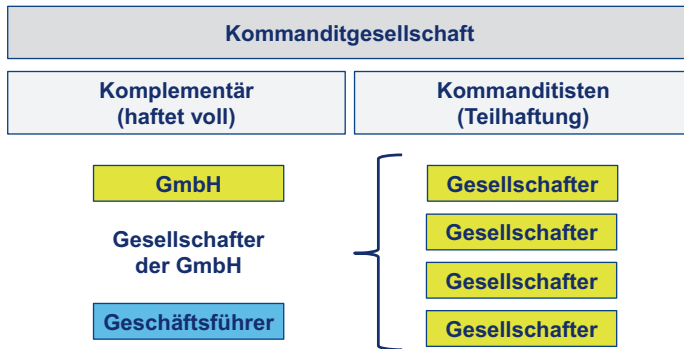 Kommanditgesellschaft
Komplementär
(haftet voll)
Kommanditisten
(Teilhaftung)
GmbH
Gesellschafter
der GmbH
Geschäftsführer
Gesellschafter
Gesellschafter
Gesellschafter
Gesellschafter